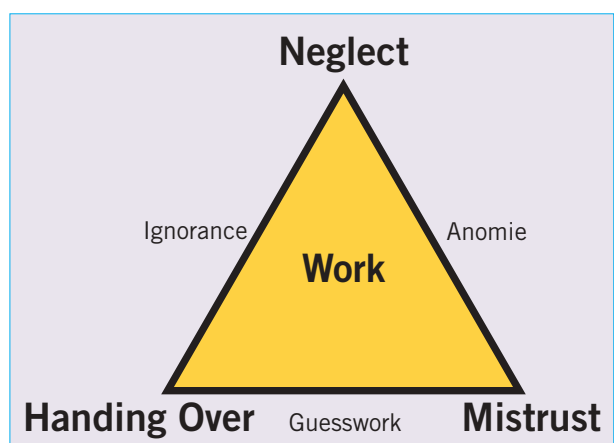 Neglect
Ignorance
Anomie
Work
Handing Over
Guesswork
Mistrust